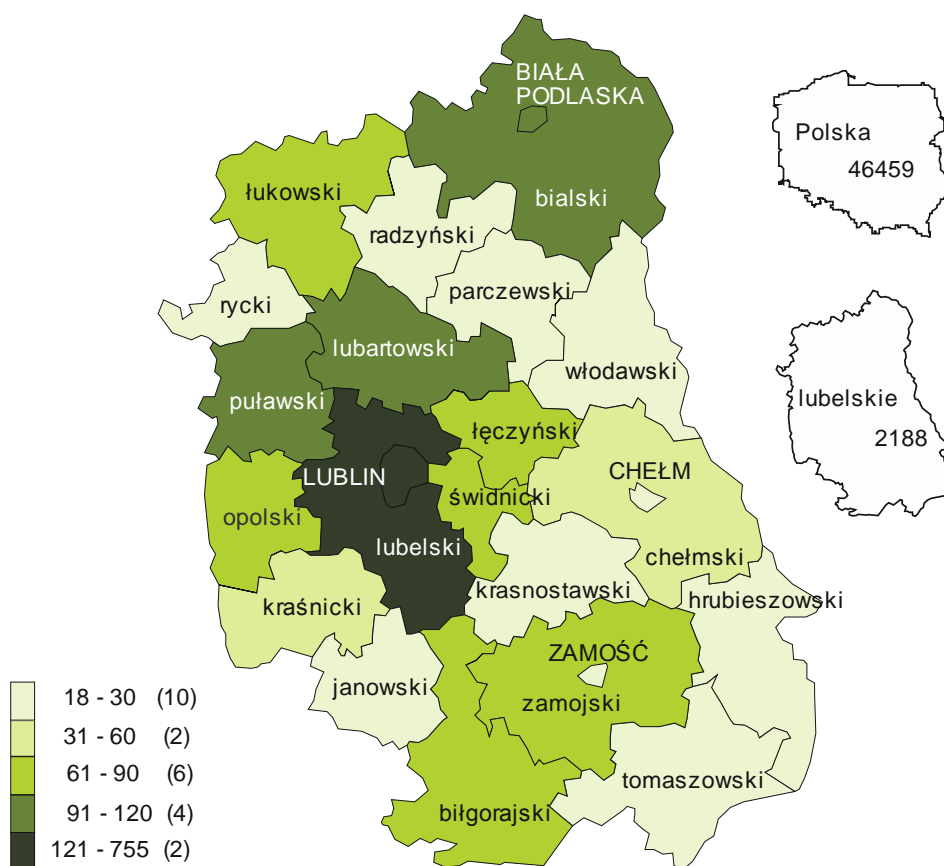 BIAŁA
PODLASKA
Polska
46459
łukowski
bialski
radzyński
parczewski
rycki
lubartowski
włodawski
puławski
lubelskie
2188
łęczyński
LUBLIN
CHEŁM
świdnicki
opolski
lubelski
chełmski
krasnostawski
hrubieszowski
kraśnicki
ZAMOŚĆ
janowski
zamojski
tomaszowski
biłgorajski
18 - 30 (10)
31 - 60 (2)
61 - 90 (6)
91 - 120 (4)
121 - 755 (2)